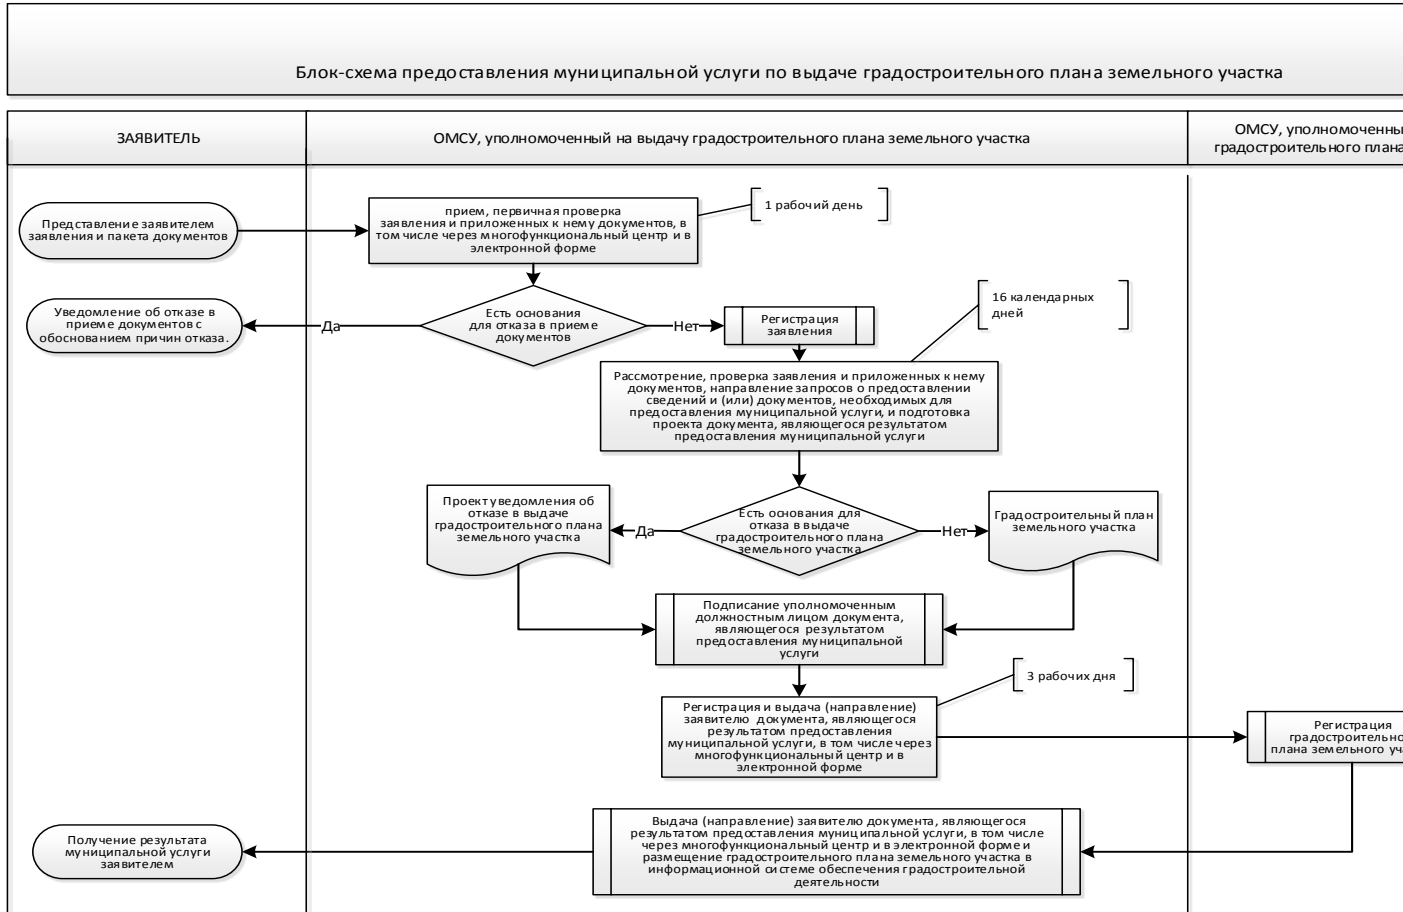 Блок-схема предоставления муниципальной услуги по выдаче градостроительного плана земельного участка
ЗАЯВИТЕЛЬ
ОМСУ, уполномоченный на выдачу градостроительного плана земельного участка
ОМСУ, уполномоченны
градостроительного плана
Представление заявителем
заявления и пакета документов
прием, первичная проверка
заявления и приложенных к нему документов, в
том числе через многофункциональный центр и в
электронной форме
1 рабочий день
Уведомление об отказе в
приеме документов с
обоснованием причин отказа.
Да
Есть основания
для отказа в приеме
документов
Нет
Регистрация
заявления
16 календарных
дней
Рассмотрение, проверка заявления и приложенных к нему
документов, направление запросов о предоставлении
сведений и (или) документов, необходимых для
предоставления муниципальной услуги, и подготовка
проекта документа, являющегося результатом
предоставления муниципальной услуги
Проект уведомления об
отказе в выдаче
градостроительного плана
земельного участка
Да
Есть основания для
отказа в выдаче
градостроительного плана
земельного участка
Нет
Градостроительный план
земельного участка
Подписание уполномоченным
должностным лицом документа,
являющегося результатом
предоставления муниципальной
услуги
3 рабочих дня
Регистрация и выдача (направление)
заявителю документа, являющегося
результатом предоставления
муниципальной услуги, в том числе через
многофункциональный центр и в
электронной форме
Регистрация
градостроительно
плана земельного уча
Выдача (направление) заявителю документа, являющегося
результатом предоставления муниципальной услуги, в том числе
через многофункциональный центр и в электронной форме и
размещение градостроительного плана земельного участка в
информационной системе обеспечения градостроительной
деятельности
Получение результата
муниципальной услуги
заявителем